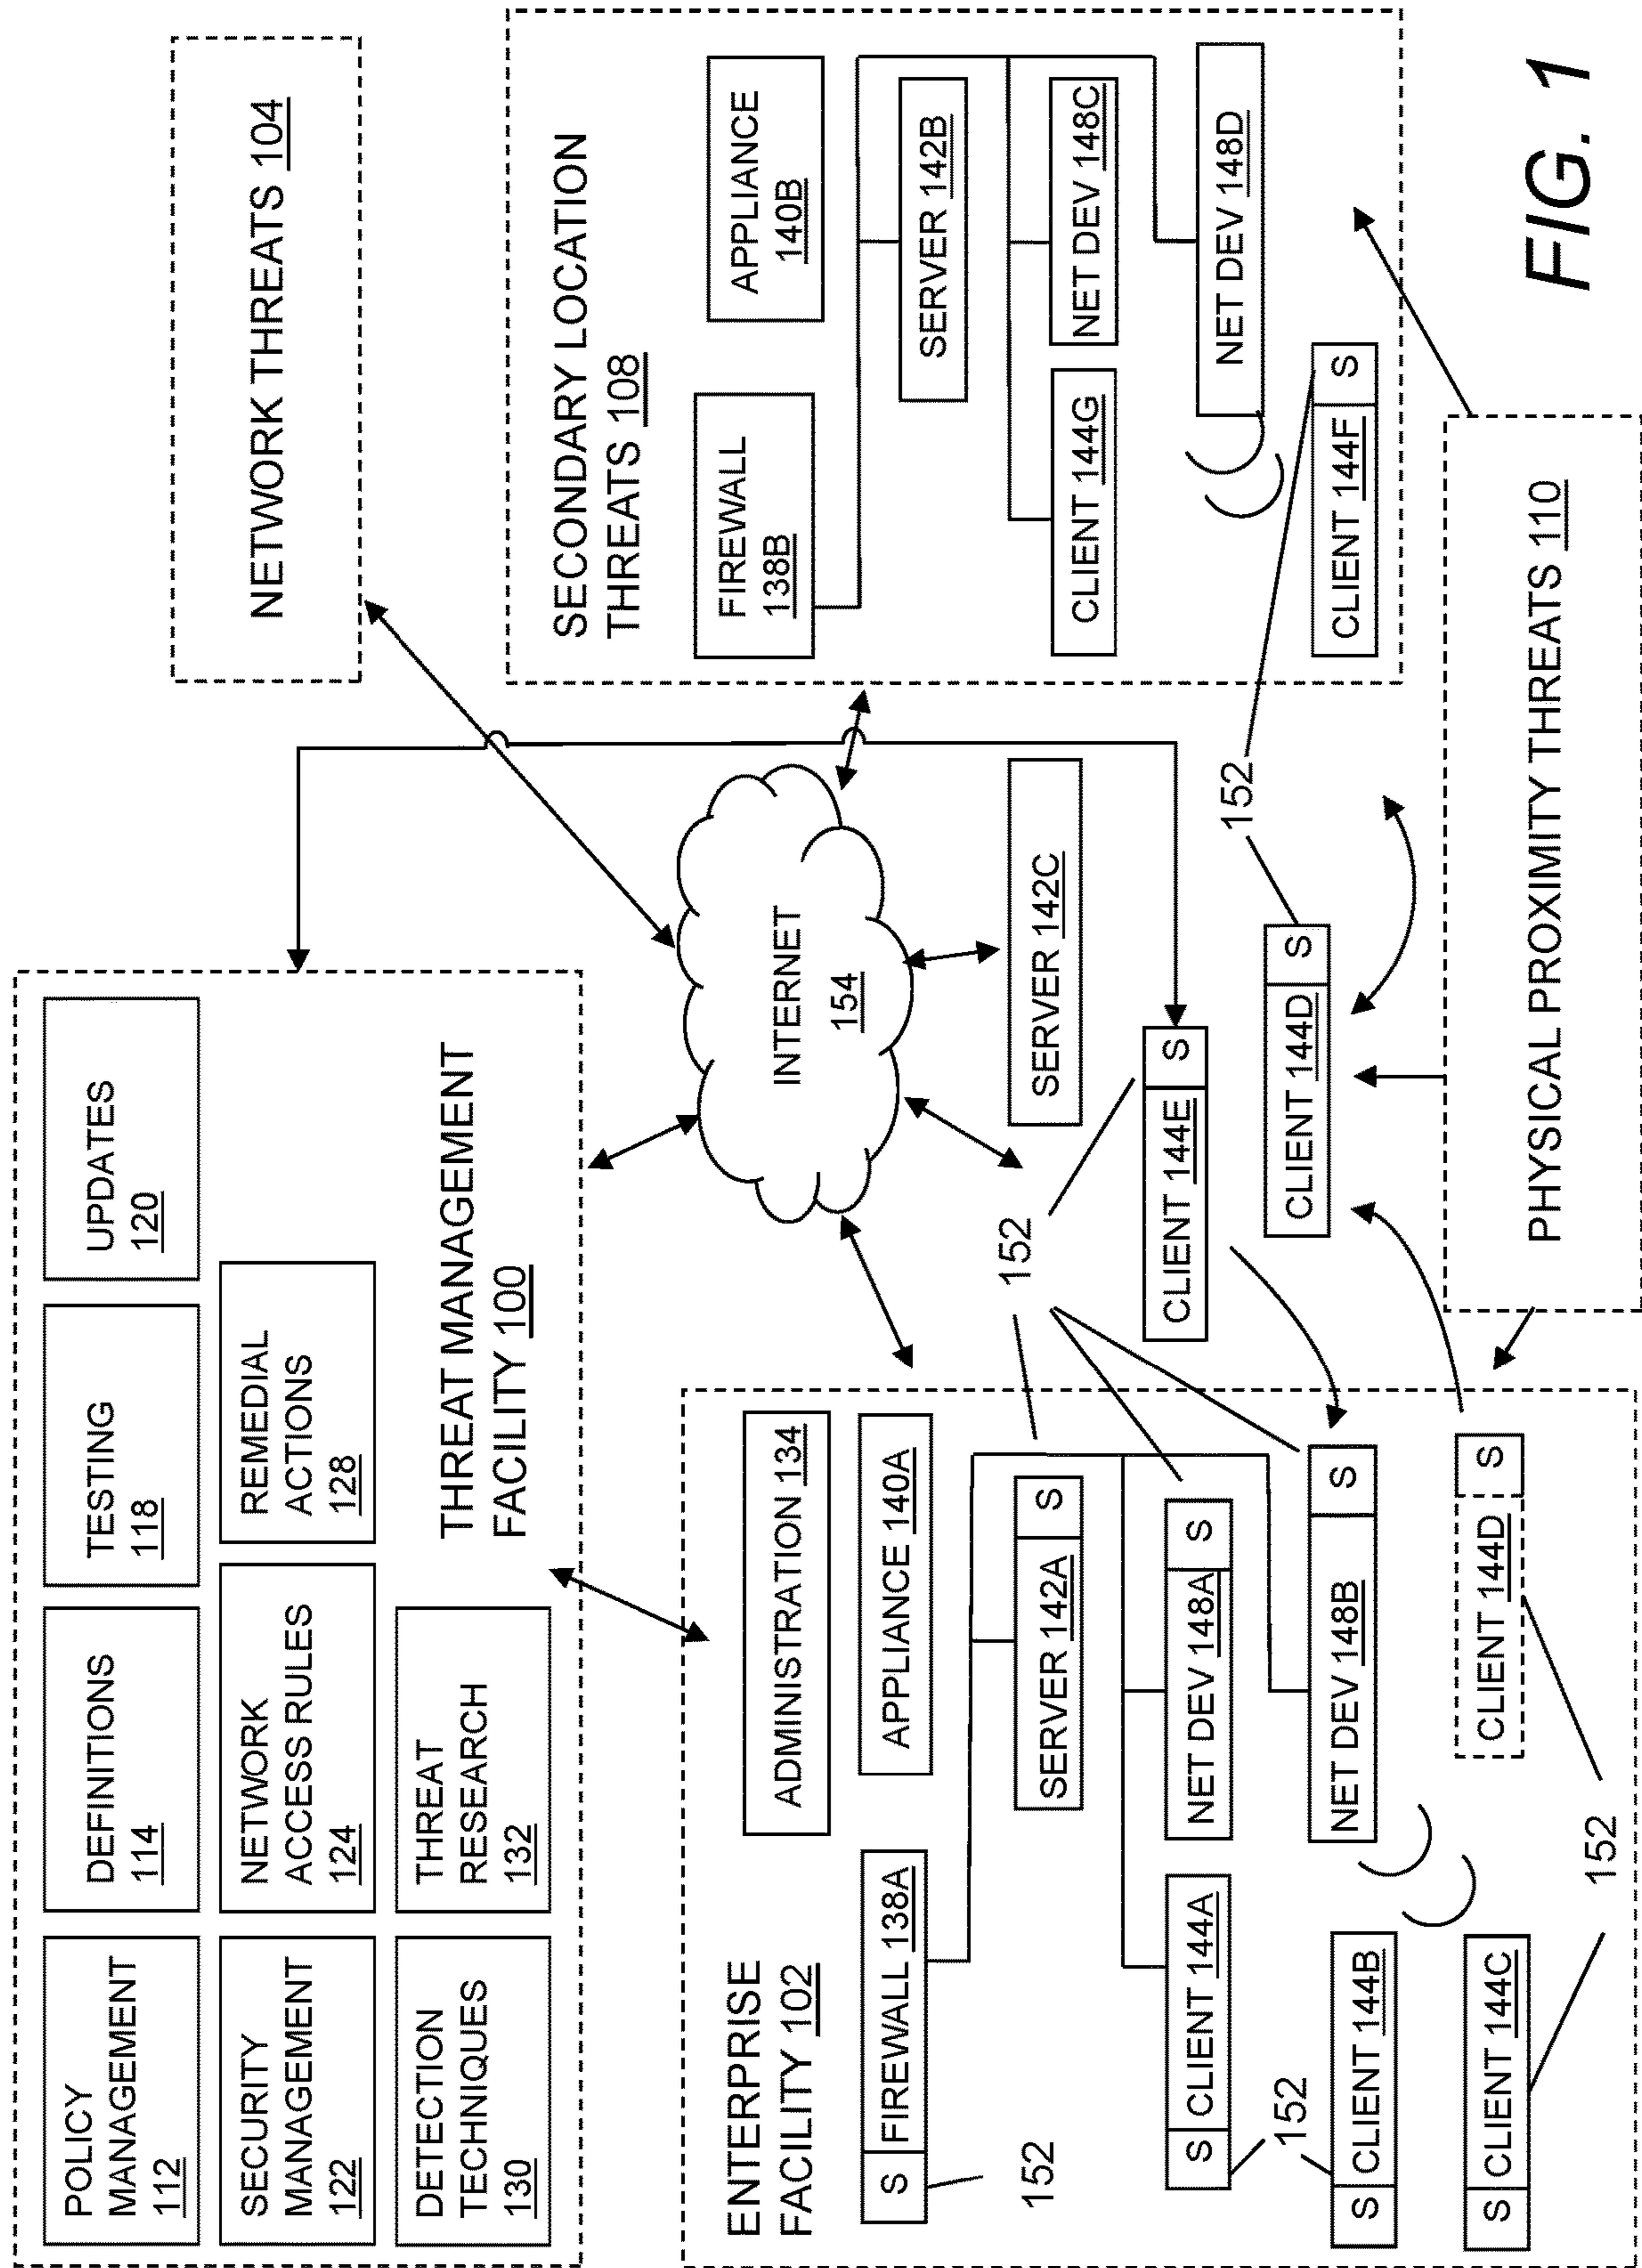 POLICY
MANAGEMENT
112
DEFINITIONS
114
TESTING
118
UPDATES
120
SECURITY
MANAGEMENT
122
NETWORK
ACCESS RULES
124
REMEDIAL
ACTIONS
128
DETECTION
TECHNIQUES
130
THREAT
RESEARCH
132
THREAT MANAGEMENT
FACILITY 100
NETWORK THREATS 104
INTERNET
154
SECONDARY LOCATION
THREATS 108
FIREWALL
138B
APPLIANCE
140B
SERVER 142B
CLIENT 144G
NET DEV 148C
NET DEV 148D
CLIENT 144F S
ENTERPRISE
FACILITY 102
ADMINISTRATION 134
S FIREWALL 138A
APPLIANCE 140A
152
SERVER 142A S
S CLIENT 144A
NET DEV 148A S
152
S CLIENT 144B
NET DEV 148B S
S CLIENT 144C
CLIENT 144D S
152
152
SERVER 142C
CLIENT 144E S
152
CLIENT 144D S
PHYSICAL PROXIMITY THREATS 110
FIG. 1